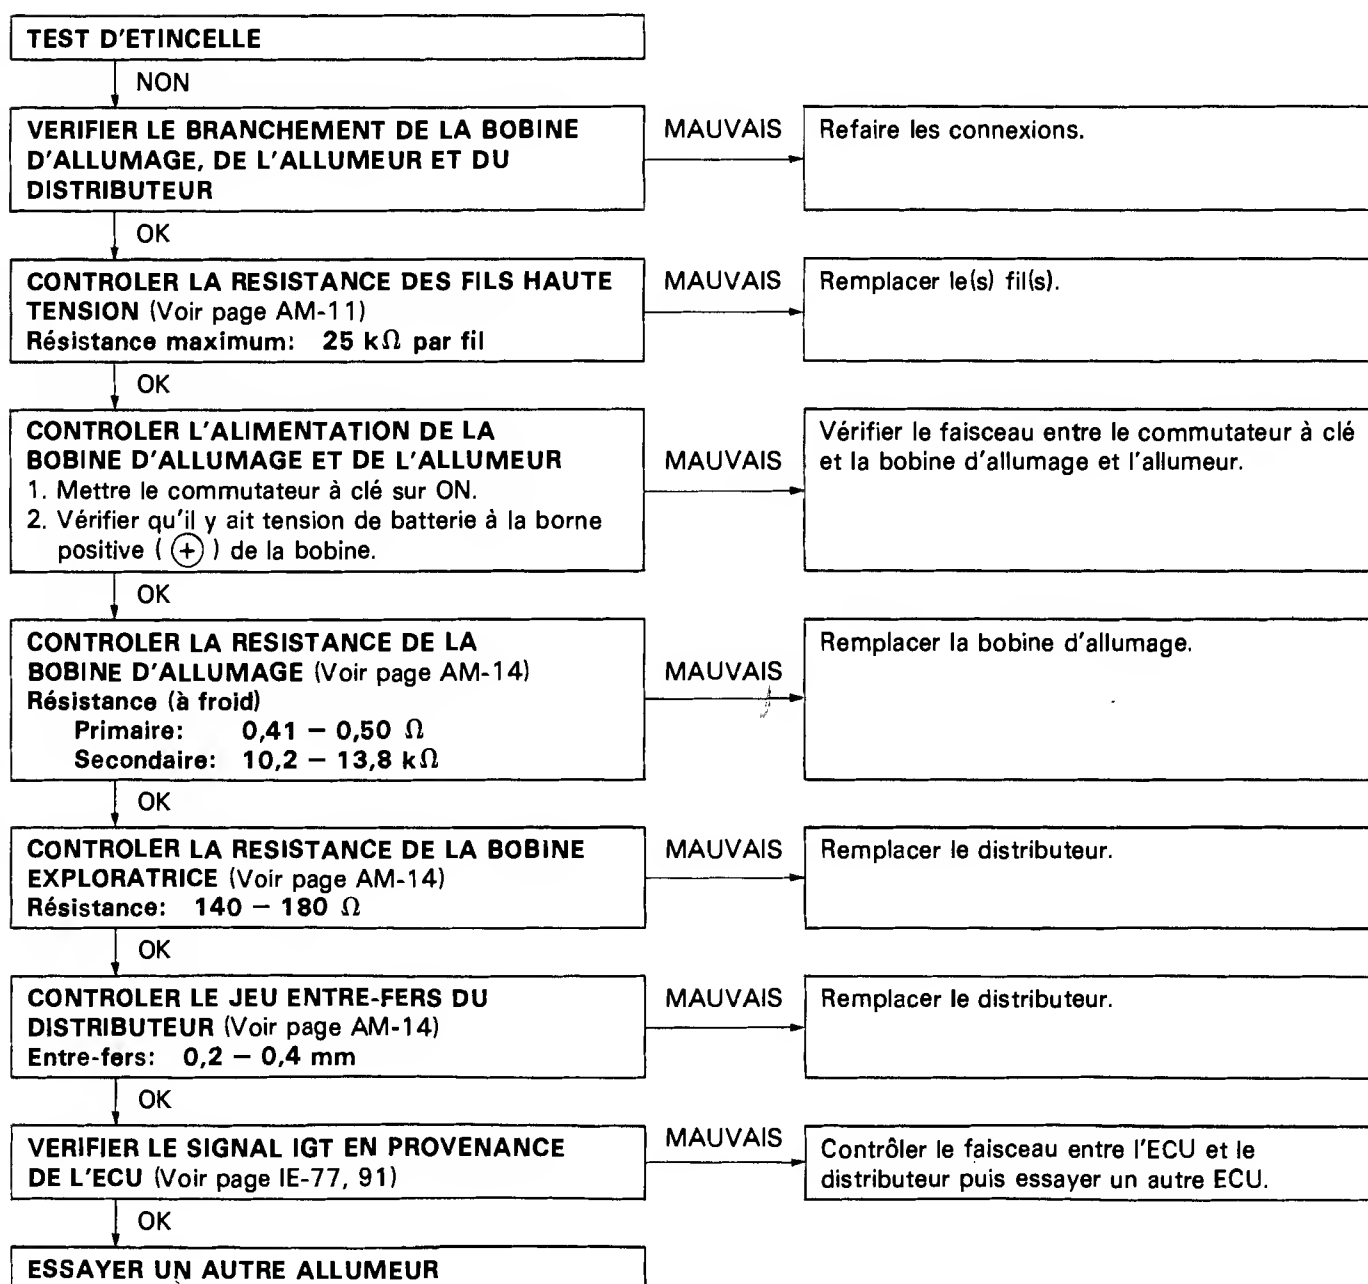 TEST D'ETINCELLE
NON
VERIFIER LE BRANCHEMENT DE LA BOBINE
D'ALLUMAGE, DE L'ALLUMEUR ET DU
DISTRIBUTEUR
MAUVAIS
Refaire les connexions.
OK
CONTROLER LA RESISTANCE DES FILS HAUTE
TENSION (Voir page AM-11)
Résistance maximum: 25 kΩ par fil
MAUVAIS
Remplacer le(s) fil(s).
OK
CONTROLER L'ALIMENTATION DE LA
BOBINE D'ALLUMAGE ET DE L'ALLUMEUR
1. Mettre le commutateur à clé sur ON.
2. Vérifier qu'il y ait tension de batterie à la borne
positive ( ⊕ ) de la bobine.
MAUVAIS
Vérifier le faisceau entre le commutateur à clé
et la bobine d'allumage et l'allumeur.
OK
CONTROLER LA RESISTANCE DE LA
BOBINE D'ALLUMAGE (Voir page AM-14)
Résistance (à froid)
Primaire: 0,41 — 0,50 Ω
Secondaire: 10,2 — 13,8 kΩ
MAUVAIS
Remplacer la bobine d'allumage.
OK
CONTROLER LA RESISTANCE DE LA BOBINE
EXPLORATRICE (Voir page AM-14)
Résistance: 140 — 180 Ω
MAUVAIS
Remplacer le distributeur.
OK
CONTROLER LE JEU ENTRE-FERS DU
DISTRIBUTEUR (Voir page AM-14)
Entre-fers: 0,2 — 0,4 mm
MAUVAIS
Remplacer le distributeur.
OK
VERIFIER LE SIGNAL IGT EN PROVENANCE
DE L'ECU (Voir page IE-77, 91)
MAUVAIS
Contrôler le faisceau entre l'ECU et le
distributeur puis essayer un autre ECU.
OK
ESSAYER UN AUTRE ALLUMEUR